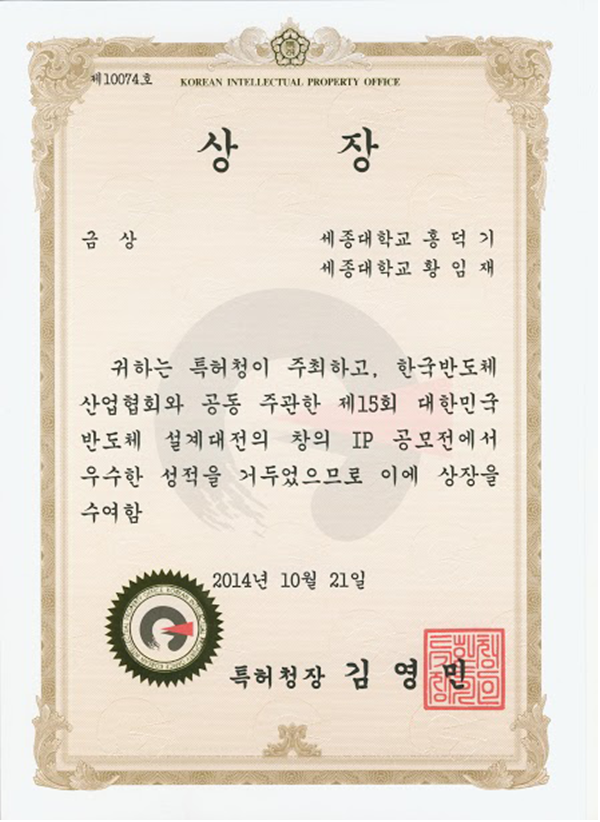 제10074호
KOREAN INTELLECTUAL PROPERTY OFFICE
상 장
금 상
세종대학교 홍 덕 기
세종대학교 황 임 재
귀하는 특허청이 주최하고, 한국반도체
산업협회와 공동 주관한 제15회 대한민국
반도체 설계대전의 창의 IP 공모전에서
우수한 성적을 거두었으므로 이에 상장을
수여함
2014년 10월 21일
특허청장 김 영 민